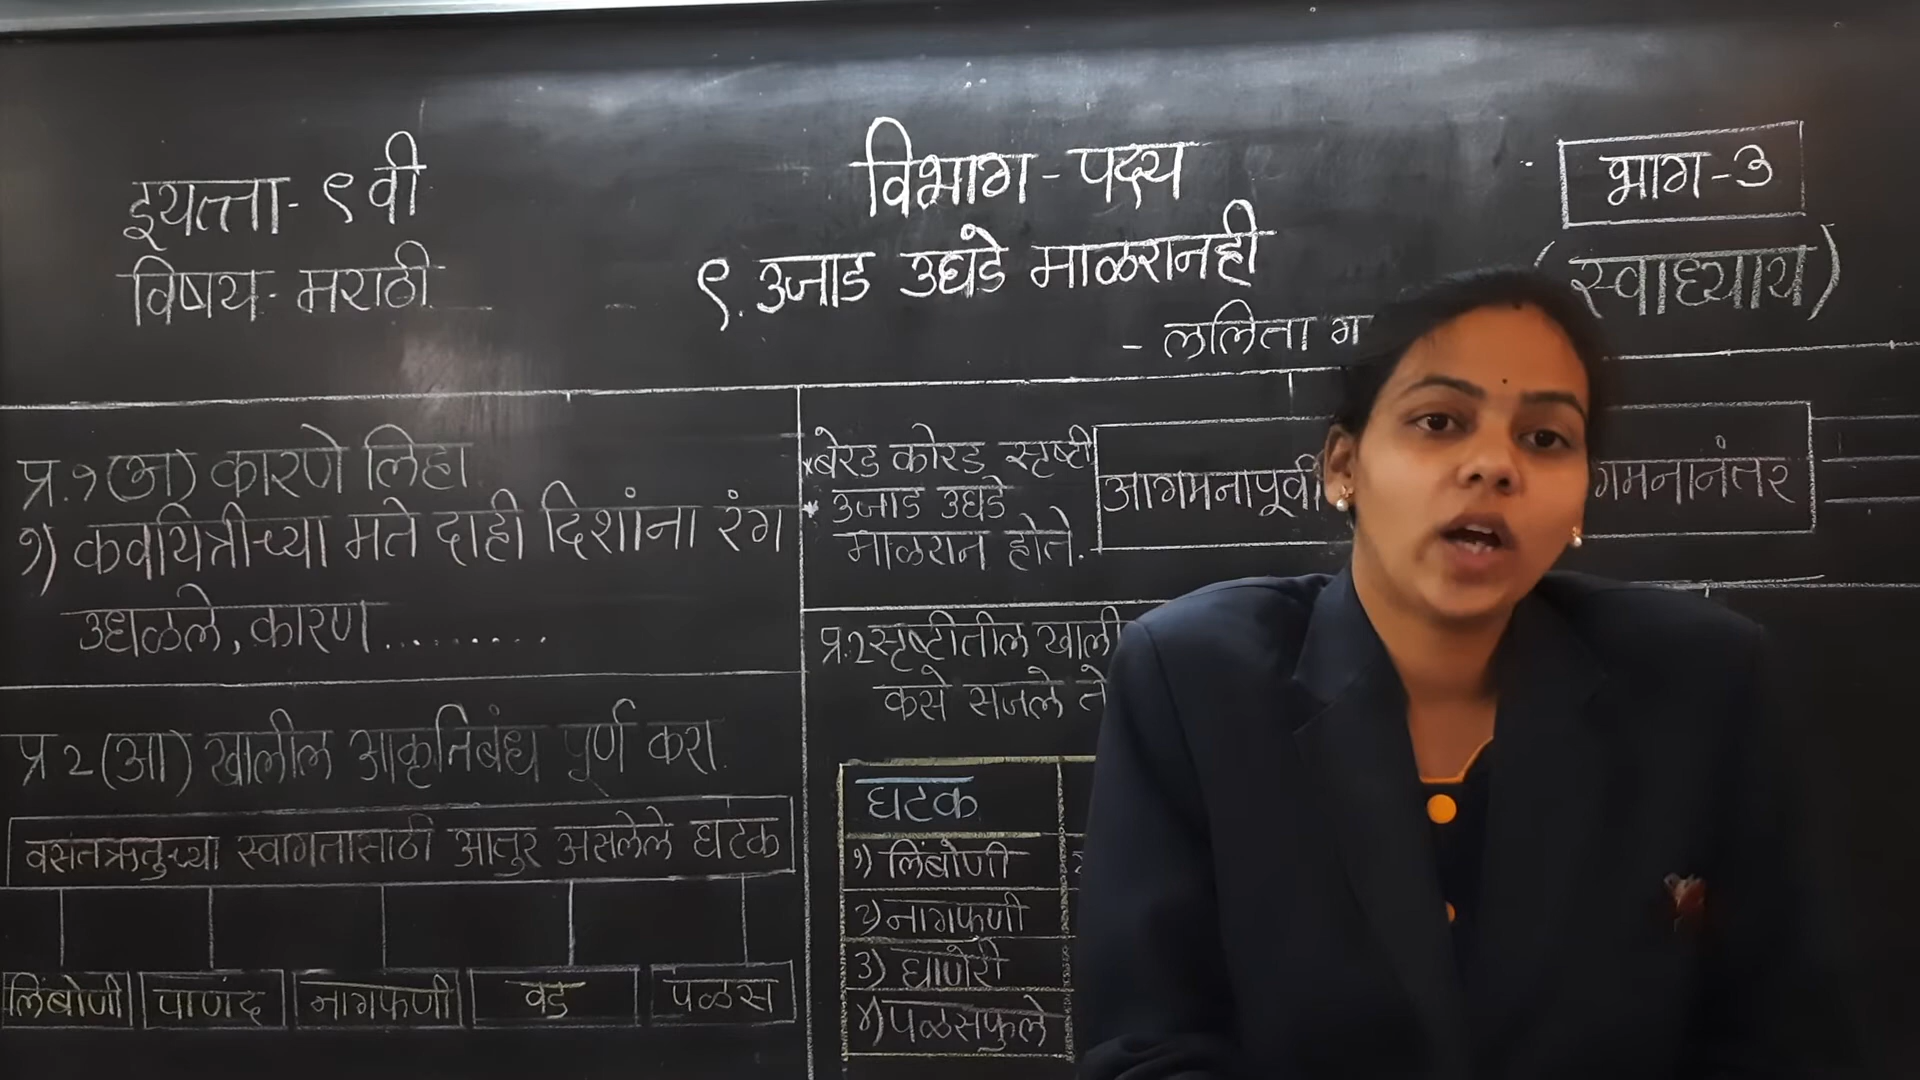 इयत्ता- ९वी
विषय- मराठी.
विभाग- पद्य
९. उजाड उघडे माळरानही
- ललिता
भाग-3
(स्वाध्याय)
प्र.१(अ) कारणे लिहा
१) कवयित्रीच्या मते दाही दिशांना रंग
उधळले, कारण.........
प्र २(आ) खालील आकृतिबंध पूर्ण करा.
वसंतऋतुच्या स्वागतासाठी आतुर असलेले घटक
लिंबोणी
पाणंद
नागफणी
वड
पळस
*बेरड कोरड सृष्टी
* उजाड उघडे
माळरान होते.
आगमनापूर्वी
गमनानंतर
प्र.२सृष्टीतील खाली
कसे सजले ते
घटक
१) लिंबोणी
२) नागफणी
३) घाणेरी
४) पळसफुले